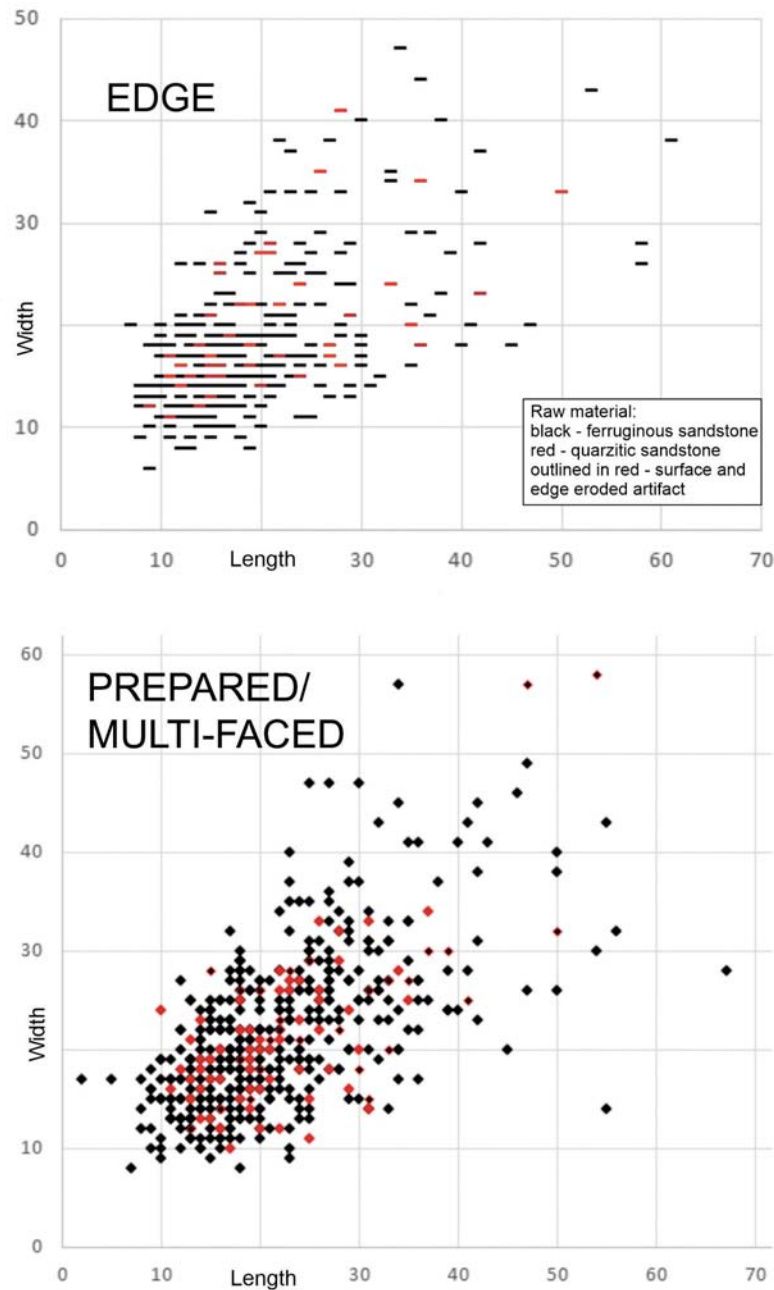 50
EDGE
40
30
Width
20
10
Raw material:
black - ferruginous sandstone
red - quarzitic sandstone
outlined in red - surface and
edge eroded artifact
0
0 10 20 30 40 50 60 70
Length
60
PREPARED/
MULTI-FACED
50
40
30
Width
20
10
0
0 10 20 30 40 50 60 70
Length